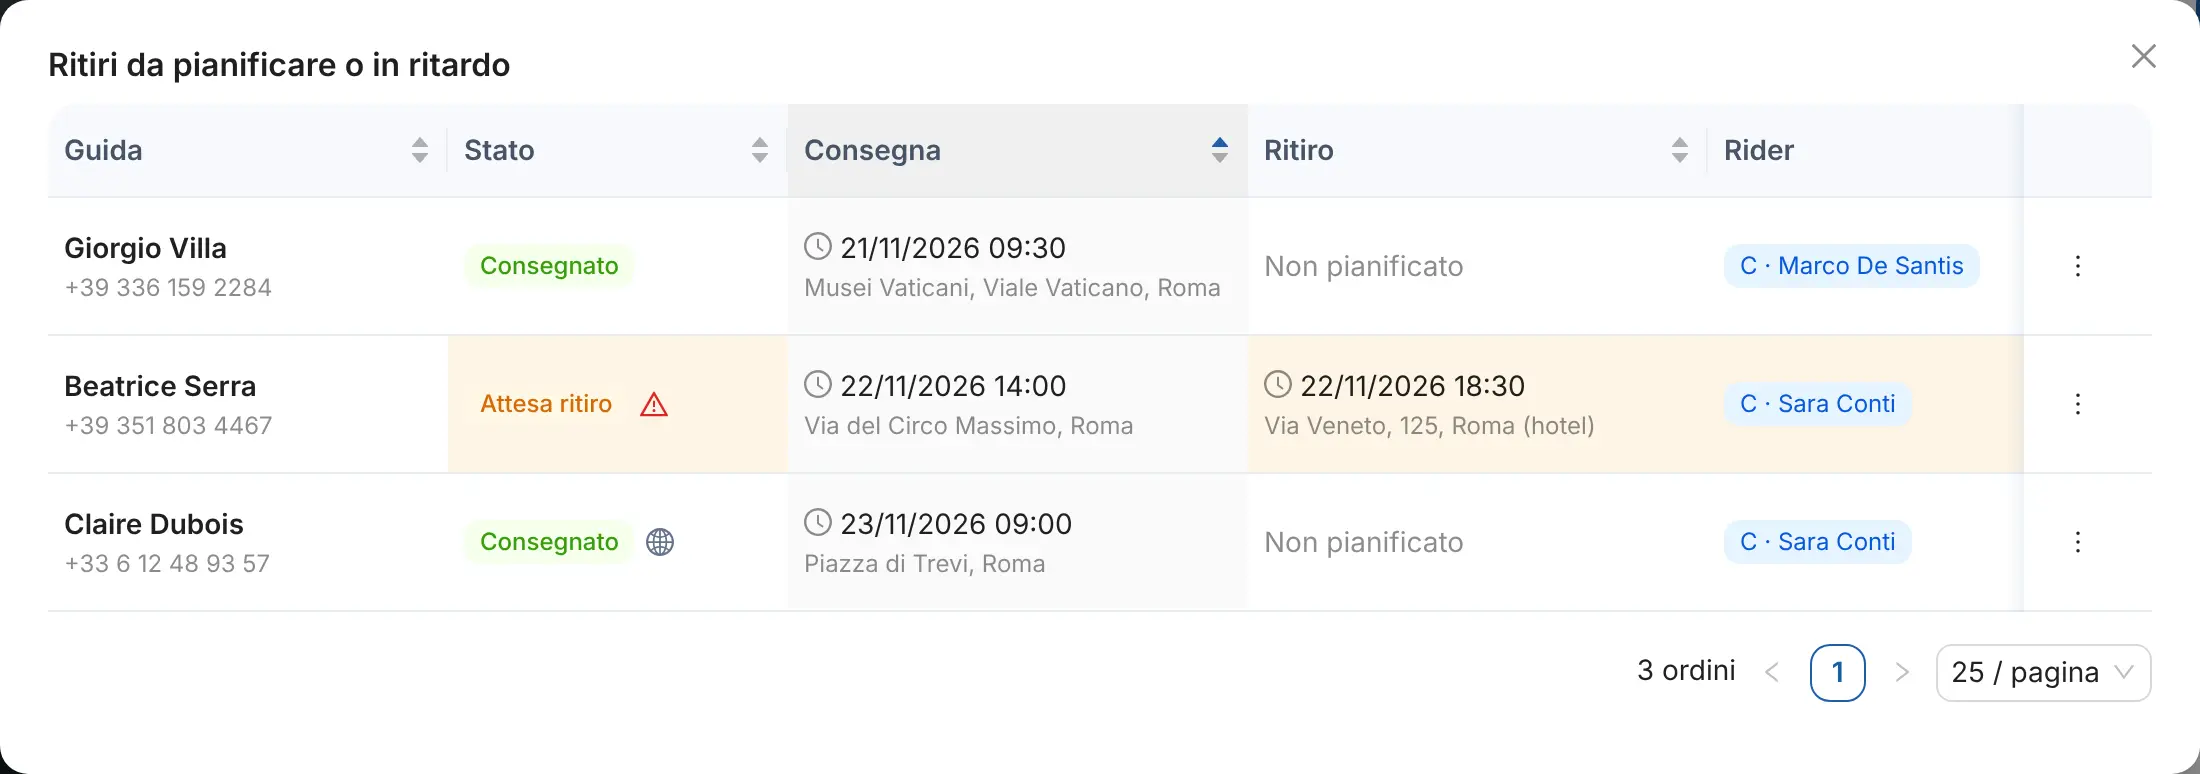 Ritiri da pianificare o in ritardo
Guida Stato Consegna Ritiro Rider
Giorgio Villa
+39 336 159 2284
Consegnato
21/11/2026 09:30
Musei Vaticani, Viale Vaticano, Roma
Non pianificato
C · Marco De Santis
Beatrice Serra
+39 351 803 4467
Attesa ritiro
22/11/2026 14:00
Via del Circo Massimo, Roma
22/11/2026 18:30
Via Veneto, 125, Roma (hotel)
C · Sara Conti
Claire Dubois
+33 6 12 48 93 57
Consegnato
23/11/2026 09:00
Piazza di Trevi, Roma
Non pianificato
C · Sara Conti
3 ordini 1 25 / pagina